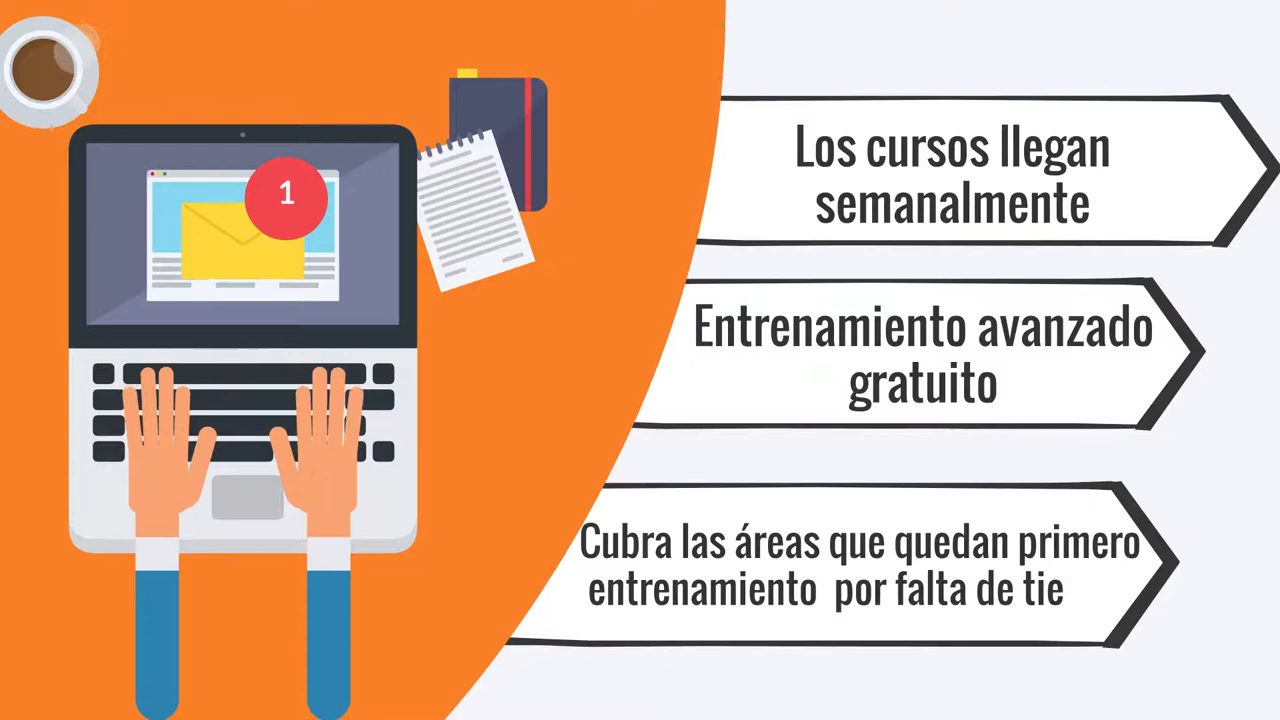 1
Los cursos llegan
semanalmente
Entrenamiento avanzado
gratuito
Cubra las áreas que quedan primero
entrenamiento por falta de tie